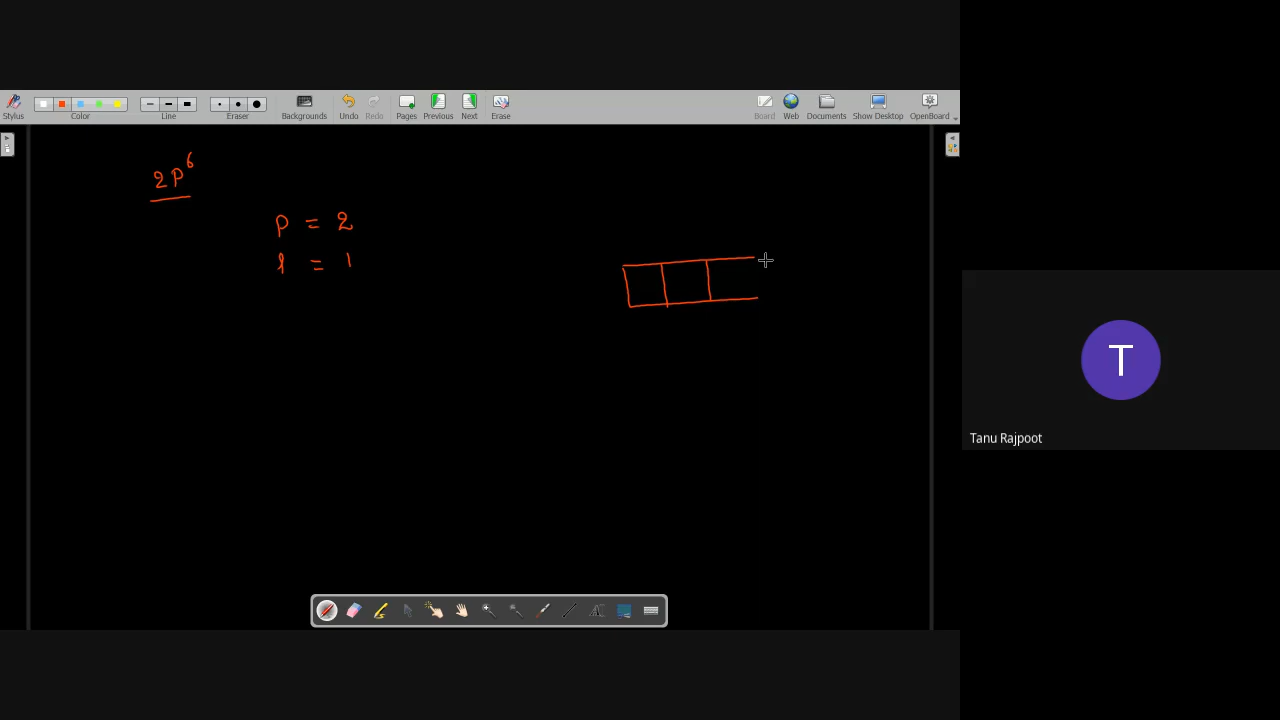 Stylus
Color
Line
Eraser
Backgrounds
Undo
Redo
Pages
Previous
Next
Erase
Board
Web
Documents
Show Desktop
OpenBoard
2p⁶
p = 2
l = 1
T
Tanu Rajpoot